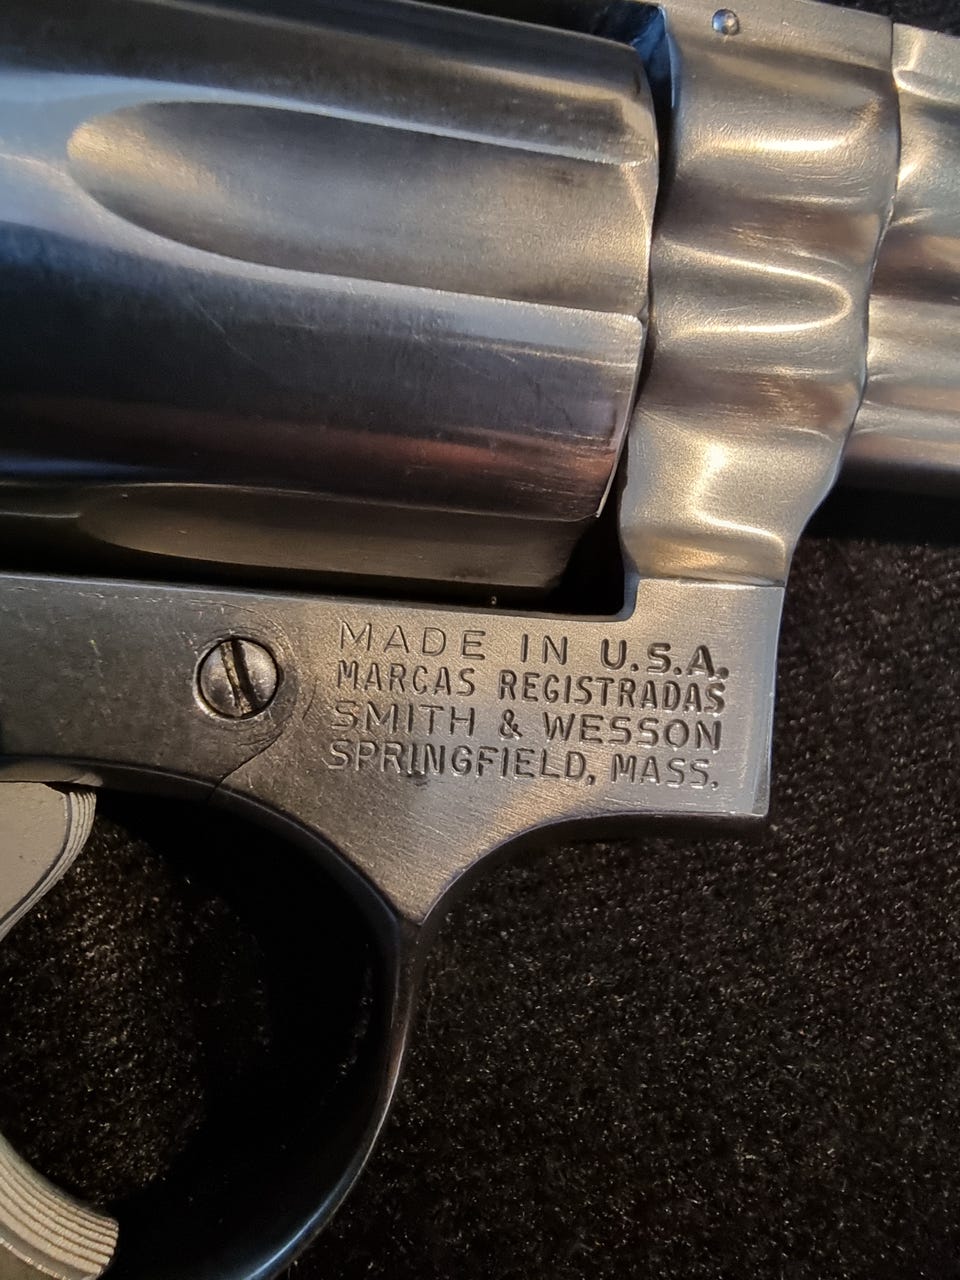 MADE IN U.S.A.
MARCAS REGISTRADAS
SMITH & WESSON
SPRINGFIELD, MASS.